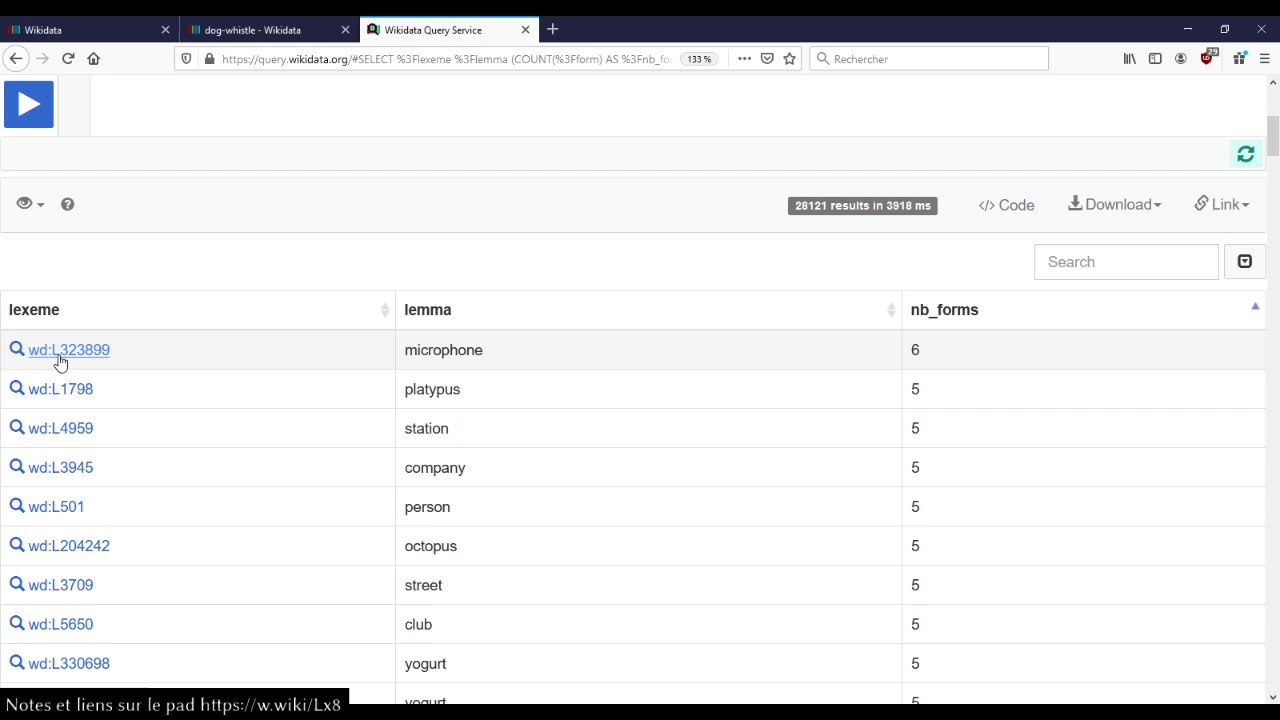 Wikidata
dog-whistle - Wikidata
Wikidata Query Service
https://query.wikidata.org/#SELECT %3Flexeme %3Flemma (COUNT(%3Fform) AS %3Fnb_fo
133 %
Rechercher
29
28121 results in 3918 ms
</> Code
Download
Link
Search
lexeme lemma nb_forms
wd:L323899 microphone 6
wd:L1798 platypus 5
wd:L4959 station 5
wd:L3945 company 5
wd:L501 person 5
wd:L204242 octopus 5
wd:L3709 street 5
wd:L5650 club 5
wd:L330698 yogurt 5
yogurt 5
Notes et liens sur le pad https://w.wiki/Lx8